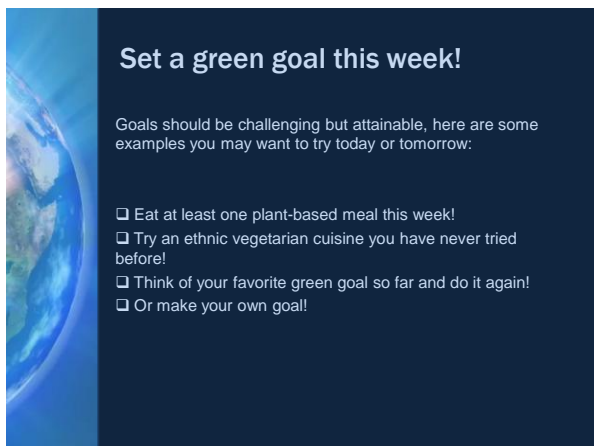 Set a green goal this week!
Goals should be challenging but attainable, here are some
examples you may want to try today or tomorrow:
❑ Eat at least one plant-based meal this week!
❑ Try an ethnic vegetarian cuisine you have never tried
before!
❑ Think of your favorite green goal so far and do it again!
❑ Or make your own goal!